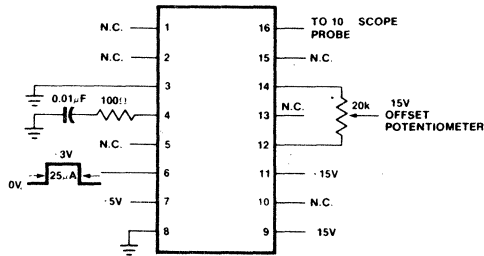 N.C. 1 16 TO 10 SCOPE
PROBE
N.C. 2 15 N.C.
3 14
0.01μF 100Ω 4 N.C. 13 20k 15V
OFFSET
POTENTIOMETER
N.C. 5 12
·3V
0V, 25μA 6 11 ·15V
·5V 7 10 N.C.
8 9 15V